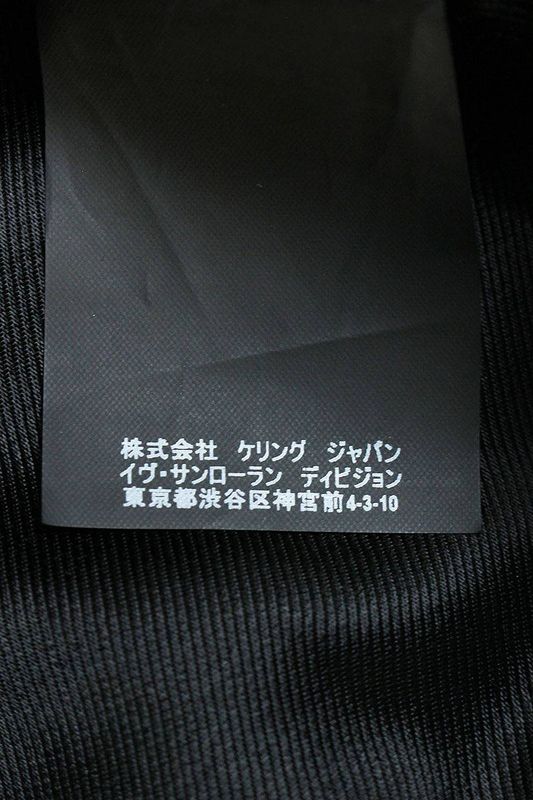 株式会社 ケリング ジャパン
イヴ・サンローラン ディビジョン
東京都渋谷区神宮前4-3-10